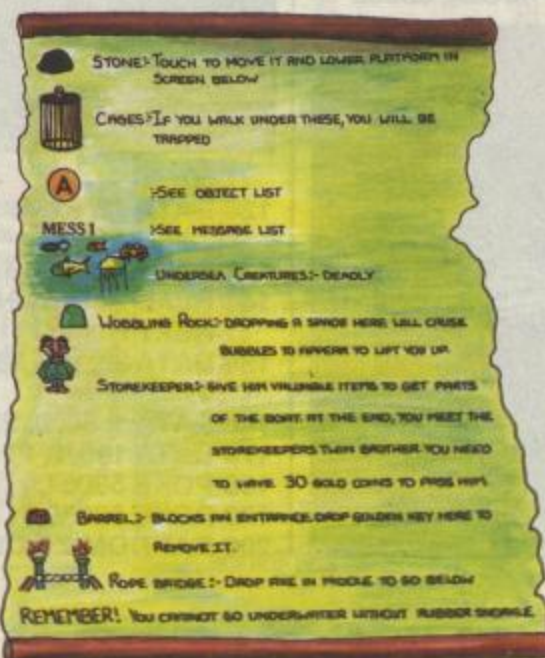 STONE:- TOUCH TO MOVE IT AND LOWER PLATFORM IN
SCREEN BELOW
CAGES:- IF YOU WALK UNDER THESE, YOU WILL BE
TRAPPED
A
:-SEE OBJECT LIST
MESS 1
:-SEE MESSAGE LIST
UNDERSEA CREATURES:- DEADLY
WOBBLING ROCK:- DROPPING A SPADE HERE WILL CAUSE
BUBBLES TO APPEAR TO LIFT YOU UP.
STOREKEEPER:- GIVE HIM VALUABLE ITEMS TO GET PARTS
OF THE BOAT. AT THE END, YOU MEET THE
STOREKEEPERS TWIN BROTHER. YOU NEED
TO HAVE 30 GOLD COINS TO PASS HIM.
BARREL:- BLOCKS AN ENTRANCE. DROP GOLDEN KEY HERE TO
REMOVE IT.
ROPE BRIDGE:- DROP AXE IN MIDDLE TO GO BELOW
REMEMBER! YOU CANNOT GO UNDERWATER WITHOUT RUBBER SNORKLE